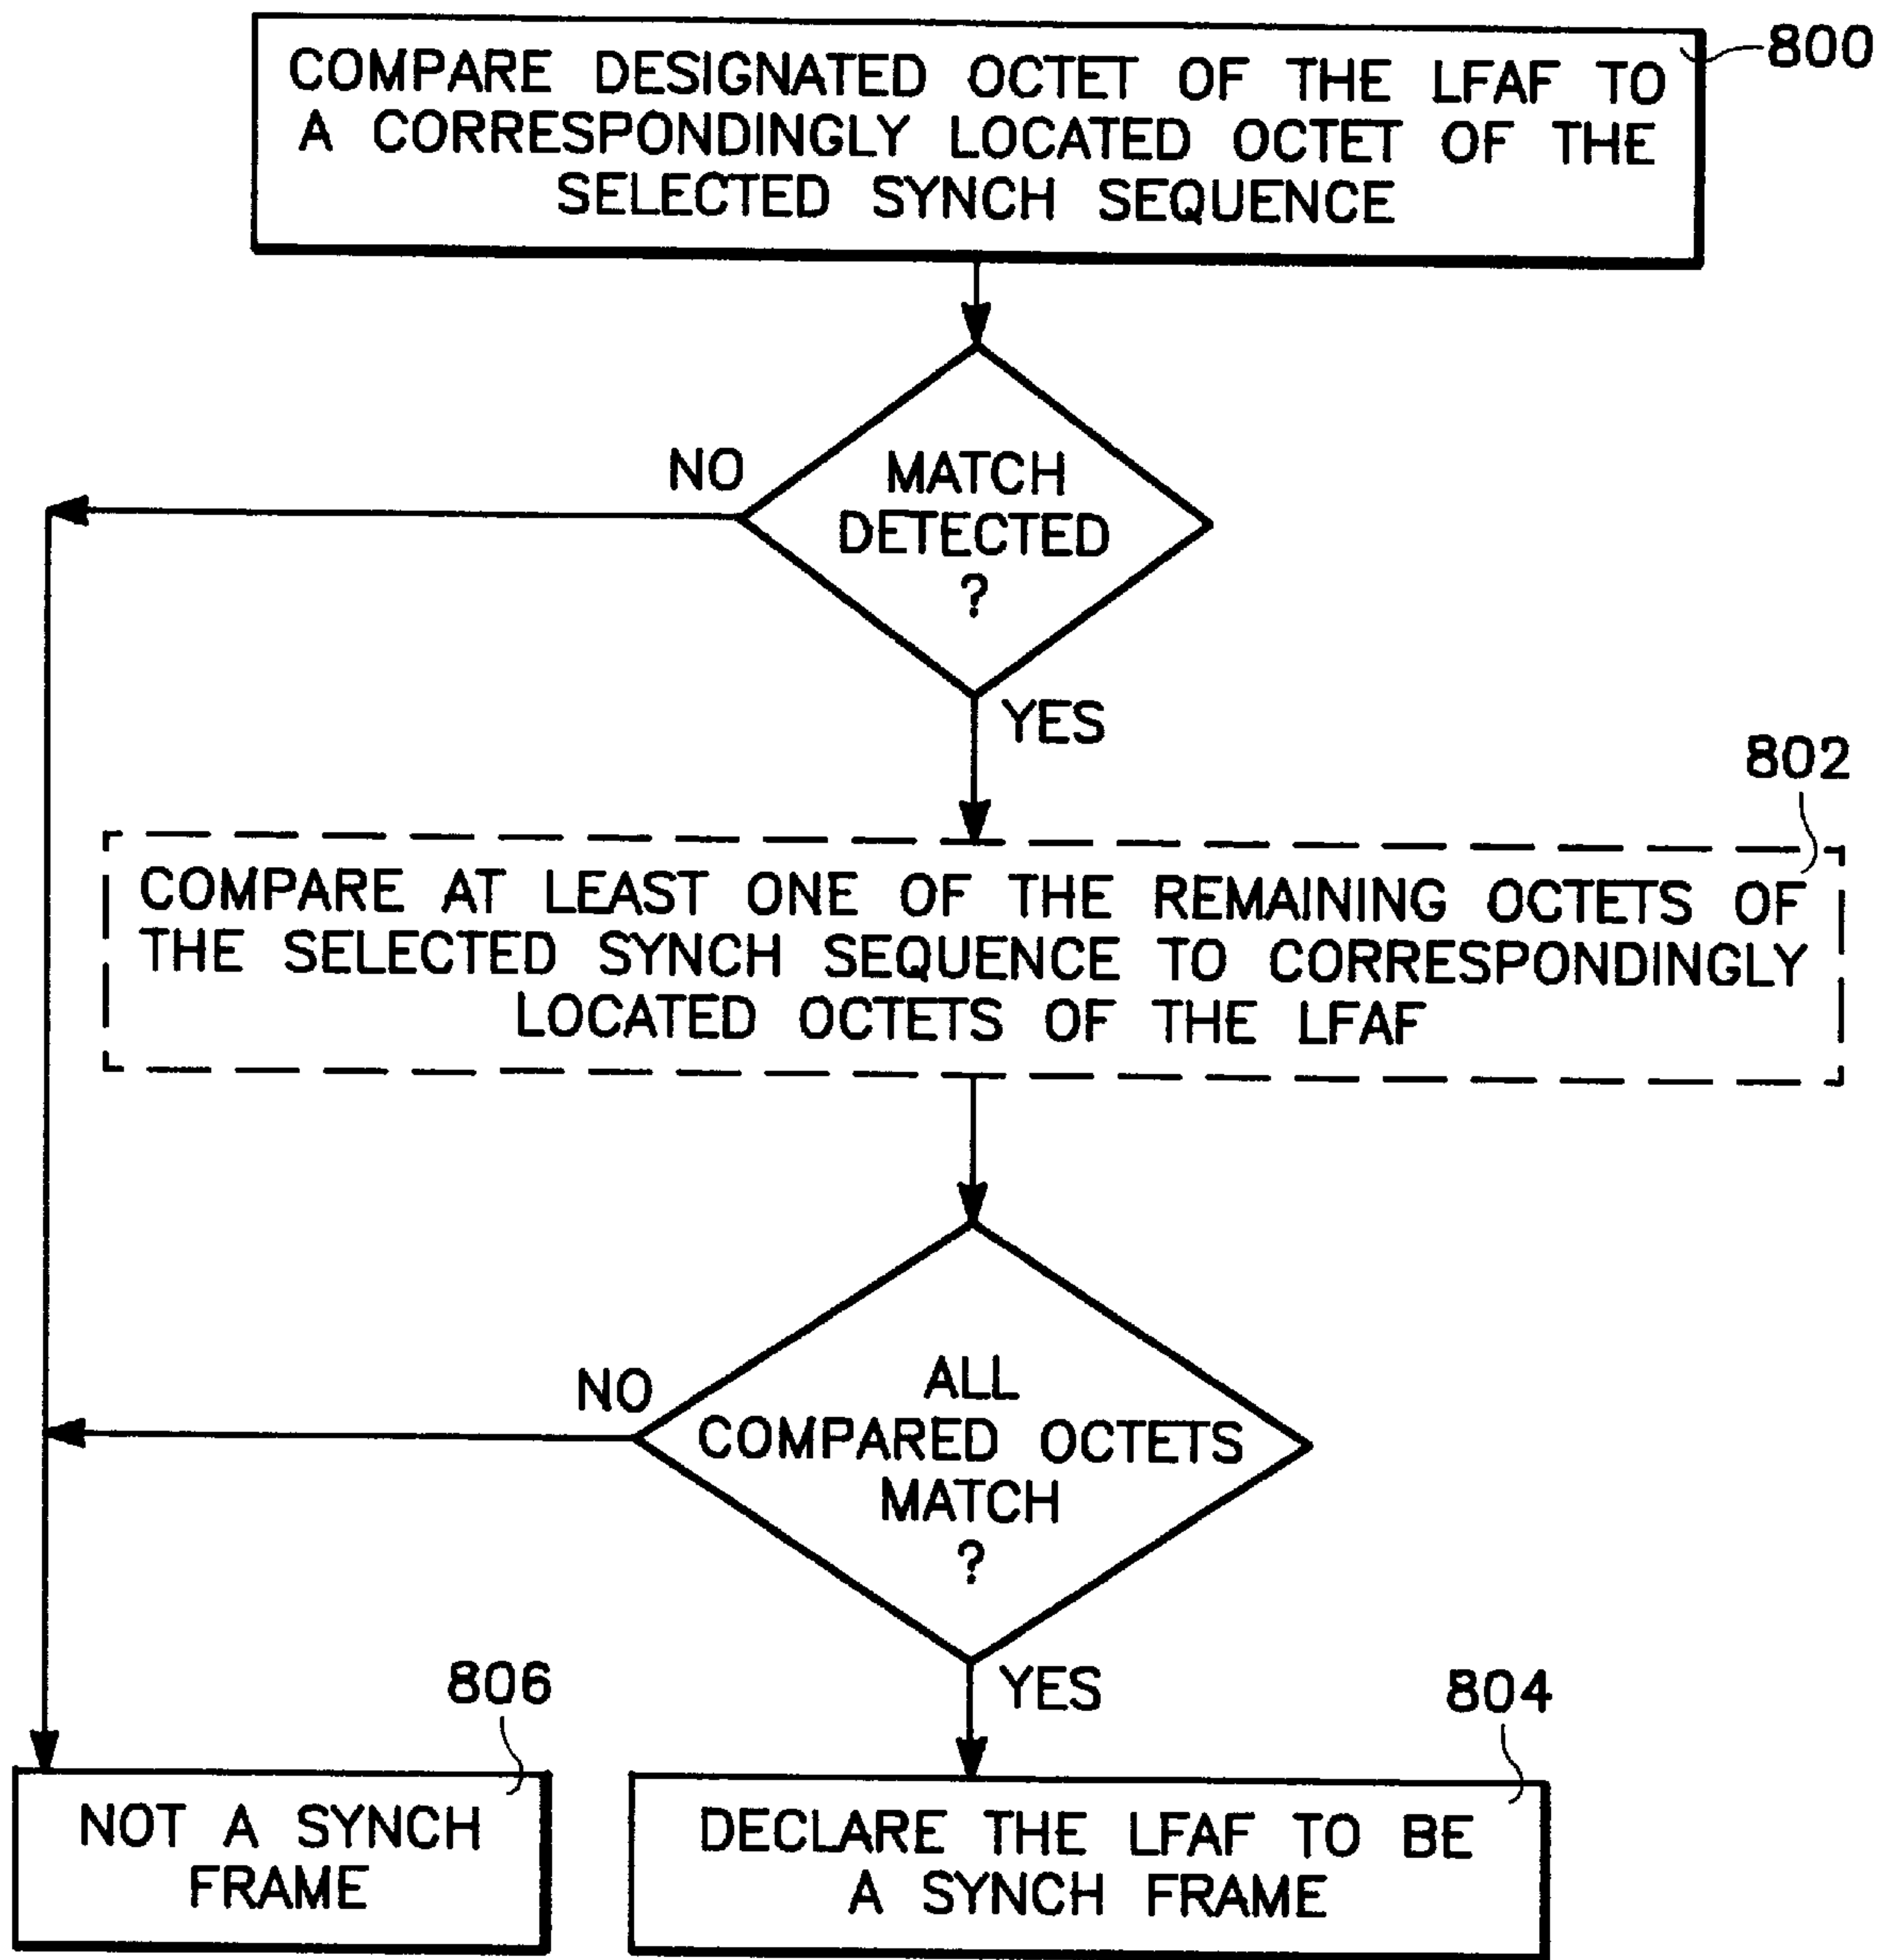 800
COMPARE DESIGNATED OCTET OF THE LFAF TO
A CORRESPONDINGLY LOCATED OCTET OF THE
SELECTED SYNCH SEQUENCE
NO
MATCH
DETECTED
?
YES
802
COMPARE AT LEAST ONE OF THE REMAINING OCTETS OF
THE SELECTED SYNCH SEQUENCE TO CORRESPONDINGLY
LOCATED OCTETS OF THE LFAF
NO
ALL
COMPARED OCTETS
MATCH
?
YES
806
804
NOT A SYNCH
FRAME
DECLARE THE LFAF TO BE
A SYNCH FRAME